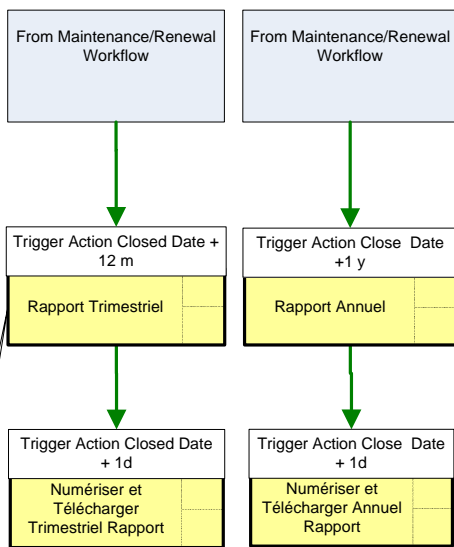 From Maintenance/Renewal
Workflow
From Maintenance/Renewal
Workflow
Trigger Action Closed Date +
12 m
Rapport Trimestriel
Trigger Action Close Date
+1 y
Rapport Annuel
Trigger Action Closed Date
+ 1d
Numériser et
Télécharger
Trimestriel Rapport
Trigger Action Close Date
+ 1d
Numériser et
Télécharger Annuel
Rapport